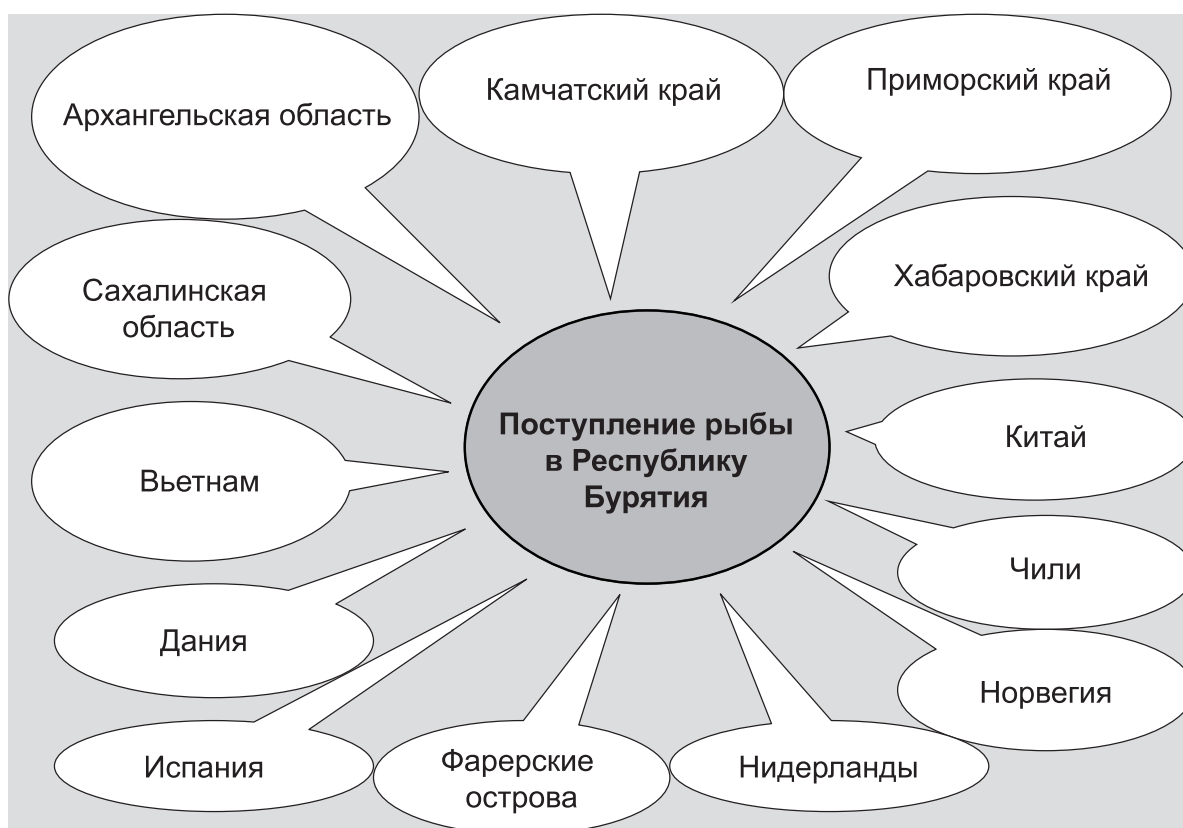 Архангельская область
Камчатский край
Приморский край
Сахалинская
область
Хабаровский край
Поступление рыбы
в Республику
Бурятия
Китай
Вьетнам
Чили
Дания
Норвегия
Испания
Фарерские
острова
Нидерланды